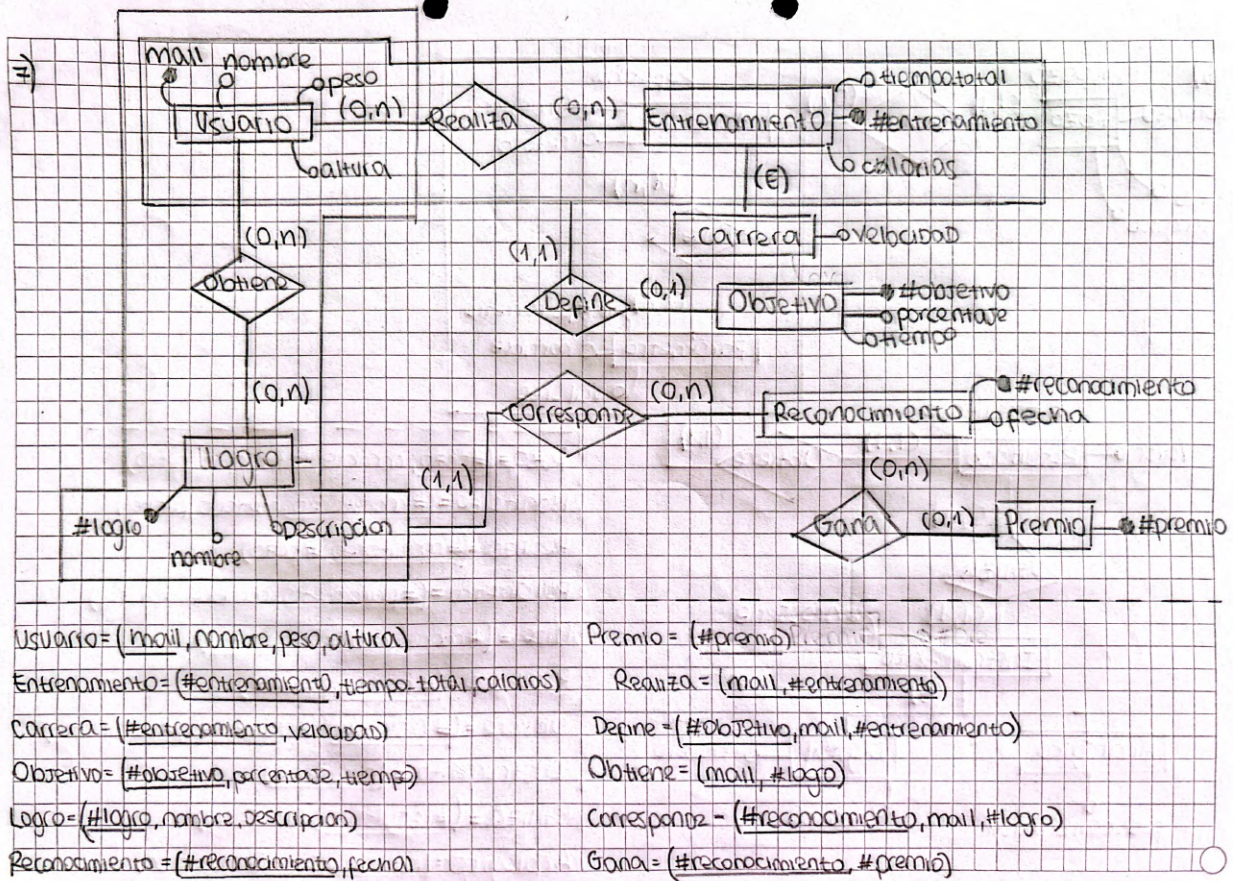 7)
mail nombre
peso
Usuario (0,n) Realiza (0,n) Entrenamiento
tiempo-total
#entrenamiento
calorias
altura
(E)
Carrera velocidad
(0,n)
Obtiene
(1,1)
Define (0,1) Objetivo
#objetivo
porcentaje
tiempo
(0,n)
Corresponde (0,n) Reconocimiento
#reconocimiento
fecha
Logro
(1,1)
(0,n)
#logro
nombre
Descripcion
Gana (0,1) Premio #premio
Usuario=(mail,nombre,peso,altura)
Entrenamiento=(#entrenamiento,tiempo-total,calorias)
Carrera=(#entrenamiento,velocidad)
Objetivo=(#objetivo,porcentaje,tiempo)
Logro=(#logro,nombre,descripcion)
Reconocimiento=(#reconocimiento,fecha)
Premio=(#premio)
Realiza=(mail,#entrenamiento)
Define=(#objetivo,mail,#entrenamiento)
Obtiene=(mail,#logro)
Corresponde-(#reconocimiento,mail,#logro)
Gana=(#reconocimiento,#premio)